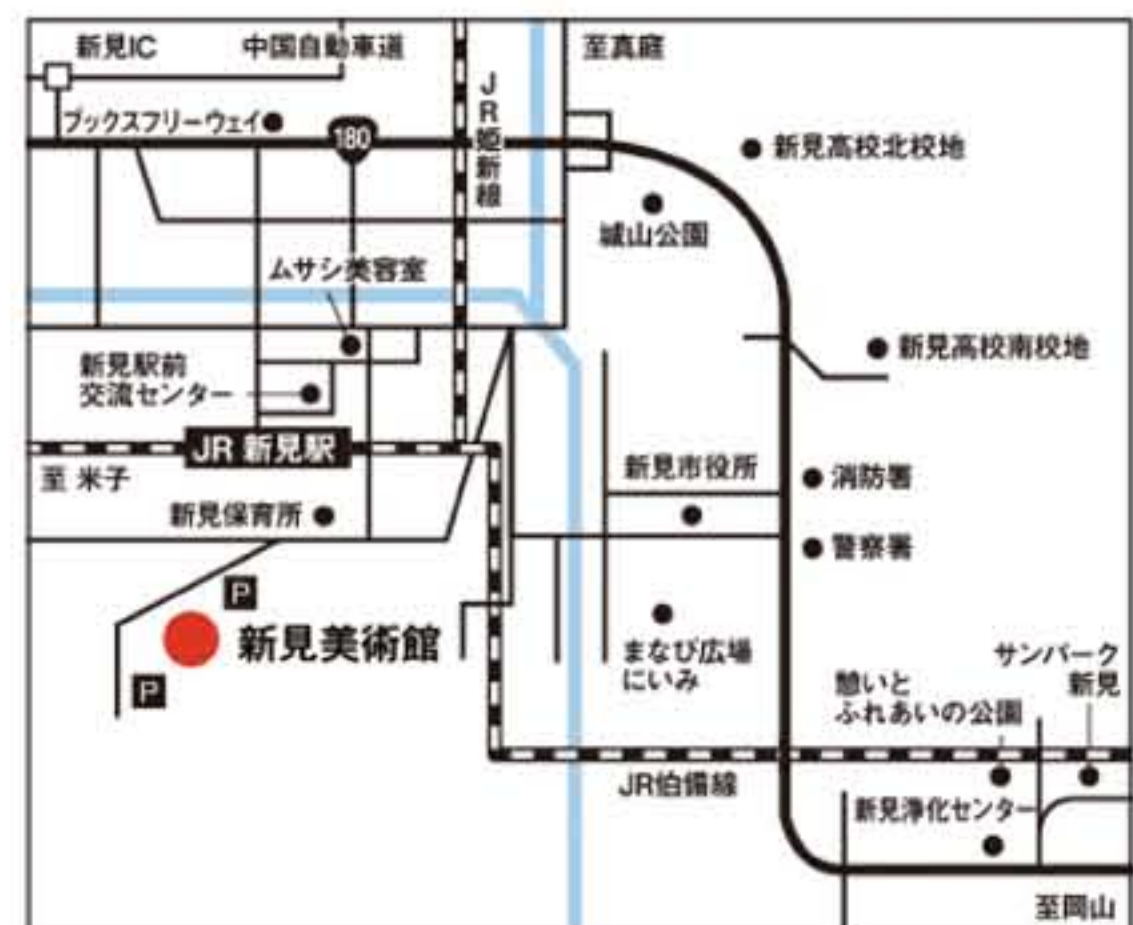 新見IC
中国自動車道
至真庭
JR姫新線
ブックスフリーウェイ
180
新見高校北校地
城山公園
ムサシ美容室
新見高校南校地
新見駅前
交流センター
JR 新見駅
至 米子
新見市役所
消防署
新見保育所
警察署
P
新見美術館
P
まなび広場
にいみ
サンパーク
新見
憩いと
ふれあいの公園
JR伯備線
新見浄化センター
至岡山